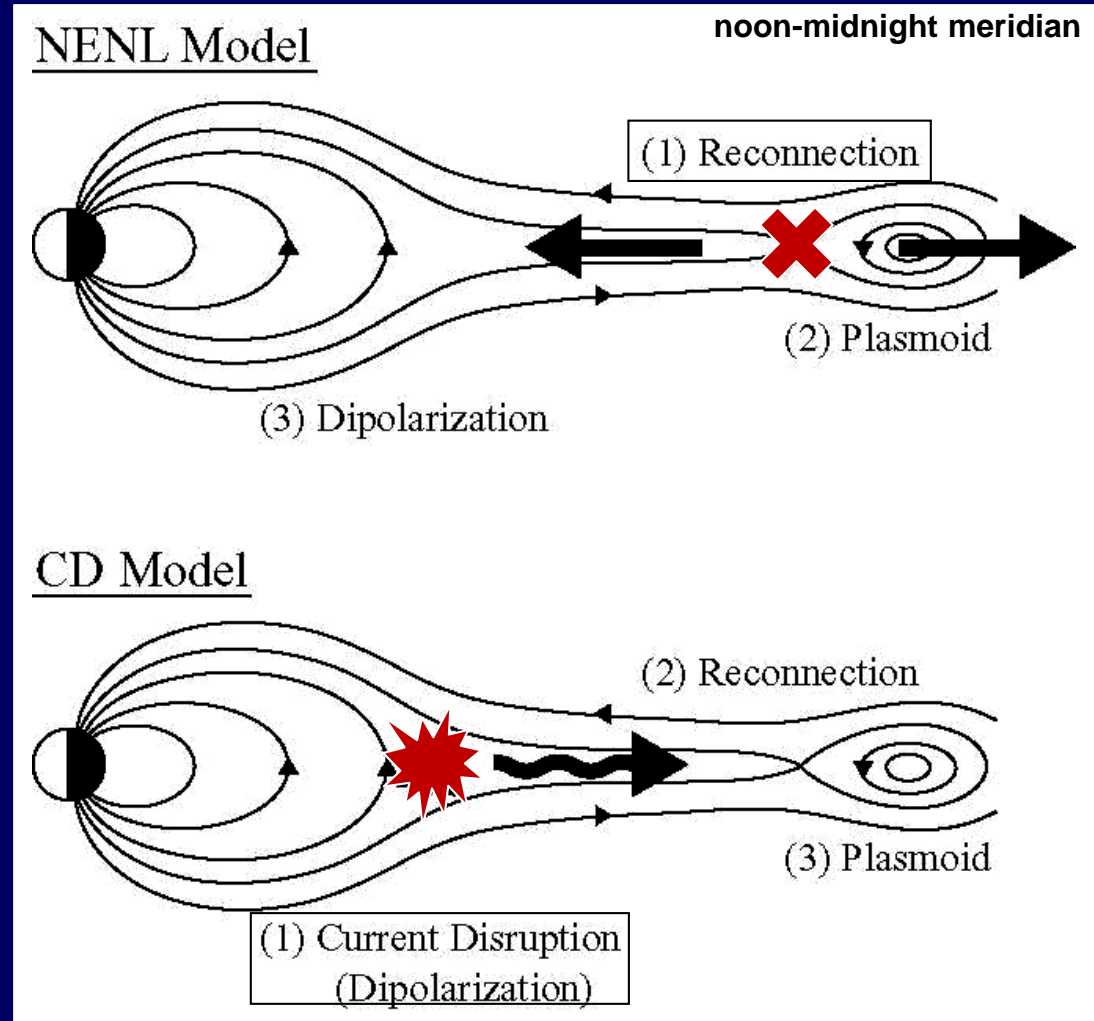 noon-midnight meridian
NENL Model
(1) Reconnection
(2) Plasmoid
(3) Dipolarization
CD Model
(2) Reconnection
(3) Plasmoid
(1) Current Disruption
(Dipolarization)